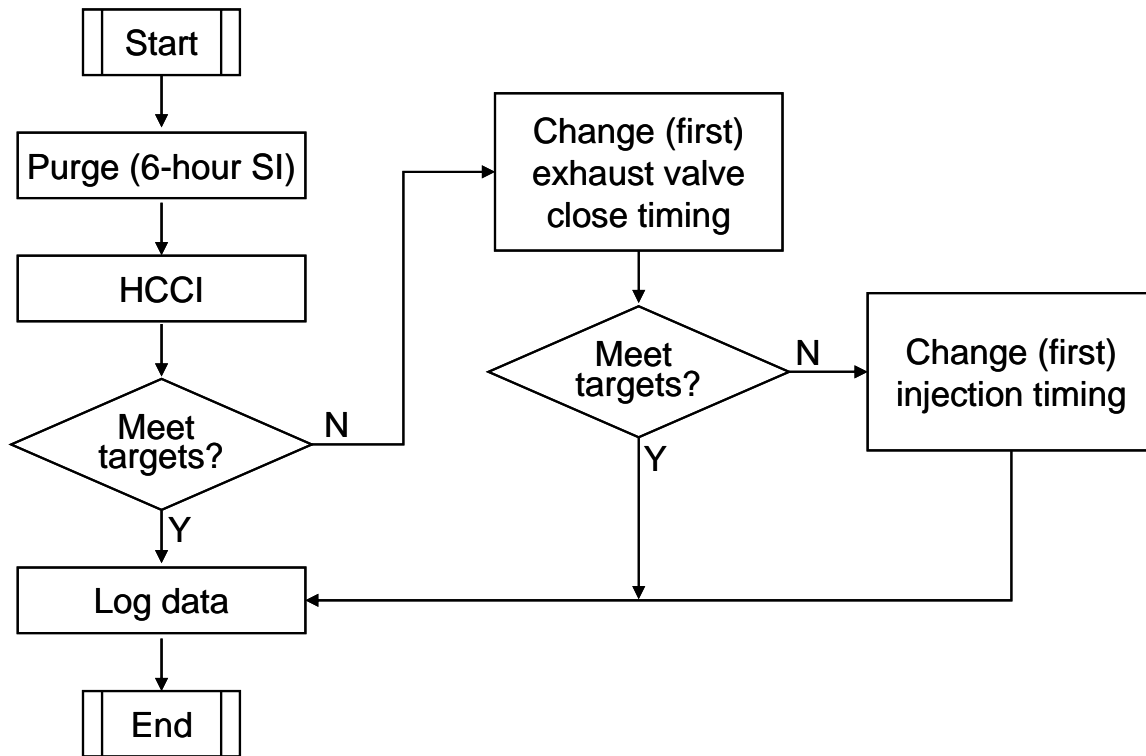 Start
Purge (6-hour SI)
HCCI
Meet
targets?
N
Y
Log data
End
Change (first)
exhaust valve
close timing
Meet
targets?
N
Y
Change (first)
injection timing